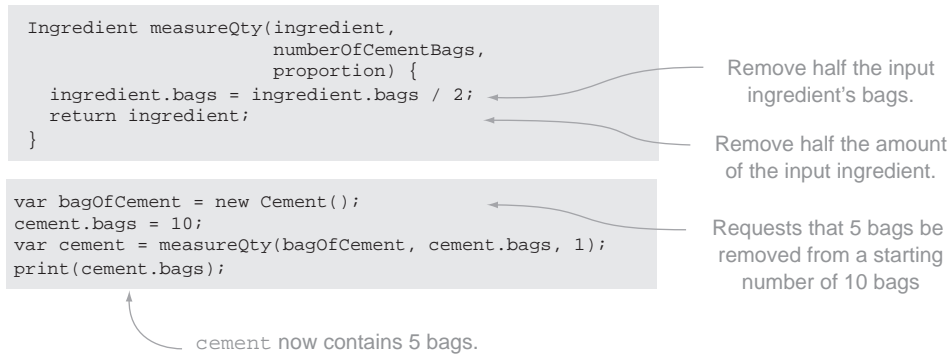 Ingredient measureQty(ingredient,
numberOfCementBags,
proportion) {
ingredient.bags = ingredient.bags / 2;
return ingredient;
}
Remove half the input
ingredient's bags.
Remove half the amount
of the input ingredient.
var bagOfCement = new Cement();
cement.bags = 10;
var cement = measureQty(bagOfCement, cement.bags, 1);
print(cement.bags);
Requests that 5 bags be
removed from a starting
number of 10 bags
cement now contains 5 bags.